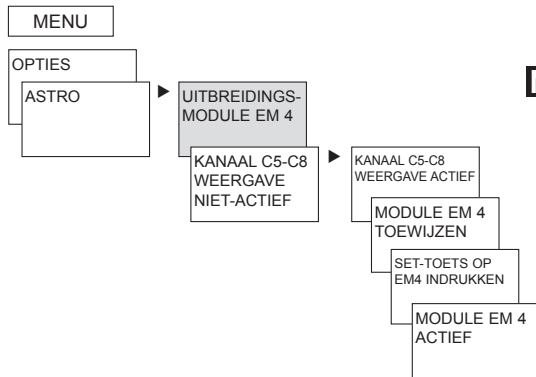 MENU
OPTIES
ASTRO
UITBREIDINGS-
MODULE EM 4
KANAAL C5-C8
WEERGAVE
NIET-ACTIEF
KANAAL C5-C8
WEERGAVE ACTIEF
MODULE EM 4
TOEWIJZEN
SET-TOETS OP
EM4 INDRUKKEN
MODULE EM 4
ACTIEF